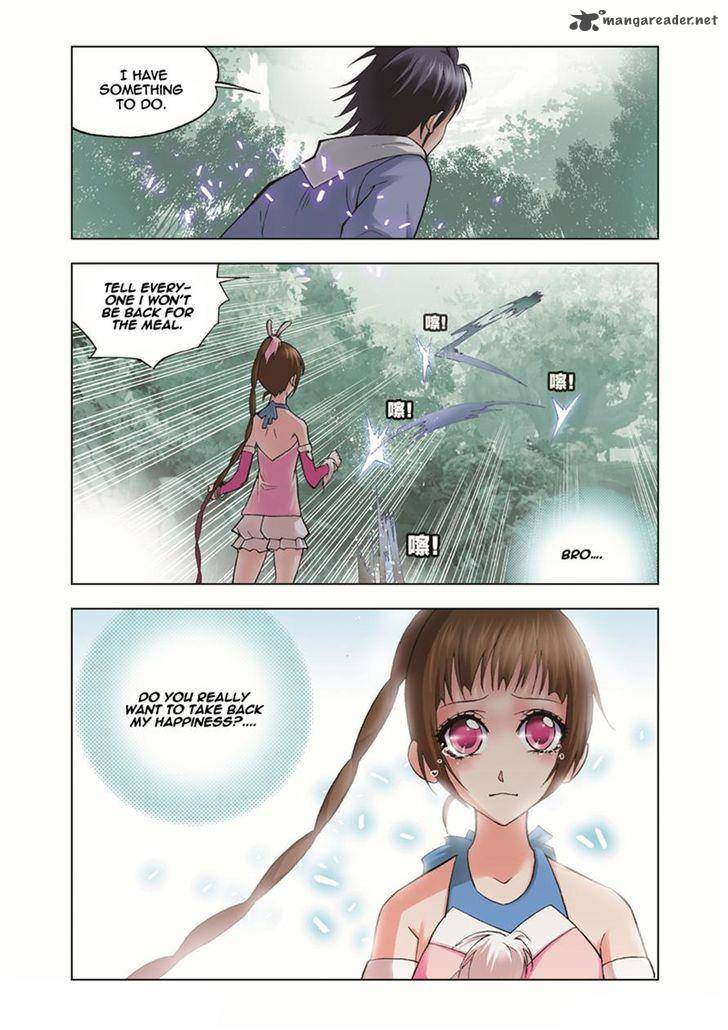 mangareader.net
I HAVE
SOMETHING
TO DO.
TELL EVERY-
ONE I WON'T
BE BACK FOR
THE MEAL.
嚓!
嚓!
嚓!
嚓!
BRO....
DO YOU REALLY
WANT TO TAKE BACK
MY HAPPINESS?....